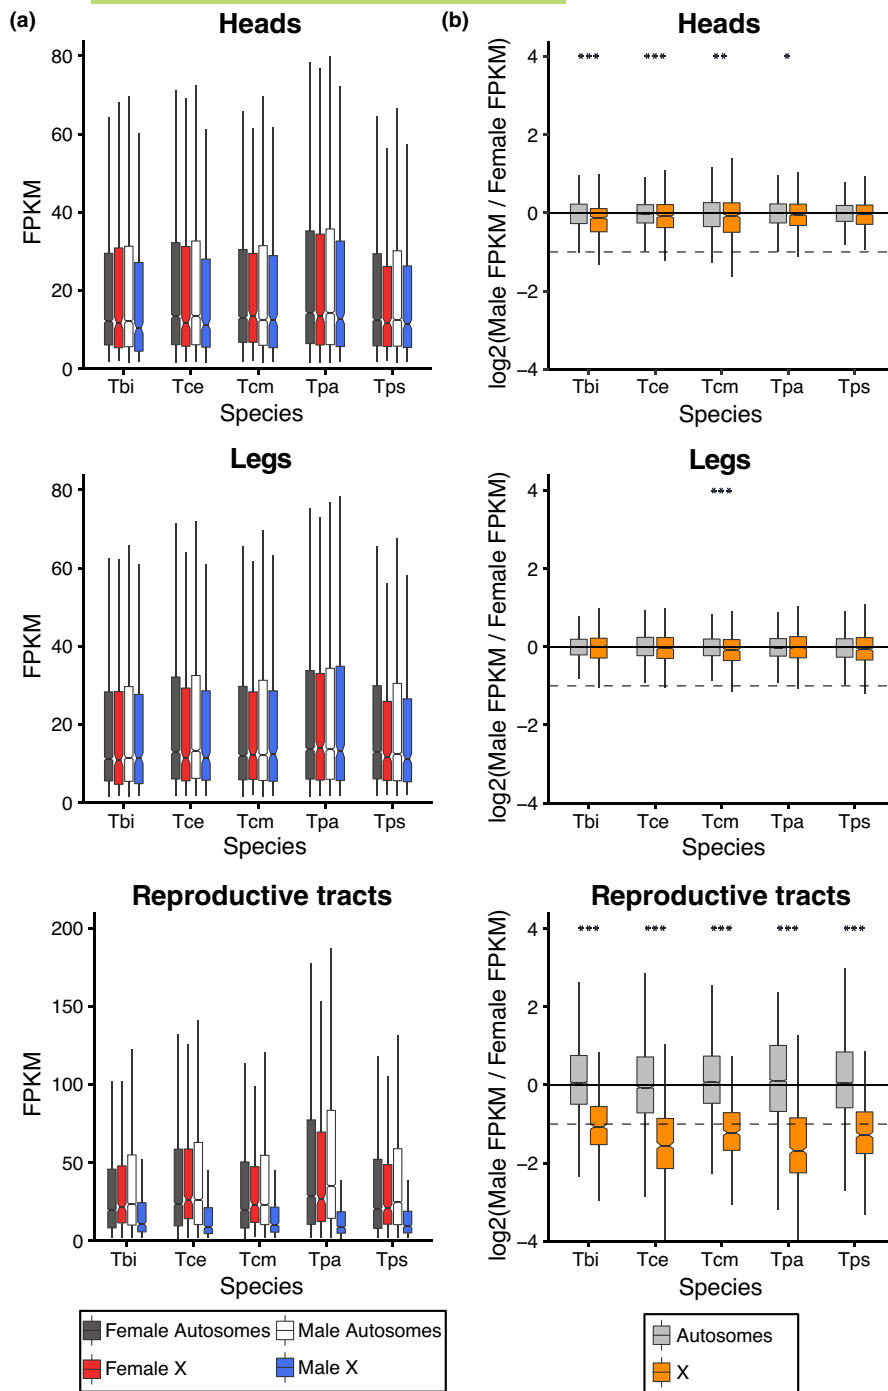 (a)
Heads
80
60
40
20
0
FPKM
Tbi Tce Tcm Tpa Tps
Species
(b)
Heads
*** *** ** *
4
2
0
−2
−4
log2(Male FPKM / Female FPKM)
Tbi Tce Tcm Tpa Tps
Species
Legs
80
60
40
20
0
FPKM
Tbi Tce Tcm Tpa Tps
Species
Legs
***
4
2
0
−2
−4
log2(Male FPKM / Female FPKM)
Tbi Tce Tcm Tpa Tps
Species
Reproductive tracts
200
150
100
50
0
FPKM
Tbi Tce Tcm Tpa Tps
Species
Reproductive tracts
*** *** *** *** ***
4
2
0
−2
−4
log2(Male FPKM / Female FPKM)
Tbi Tce Tcm Tpa Tps
Species
Female Autosomes Male Autosomes
Female X Male X
Autosomes
X